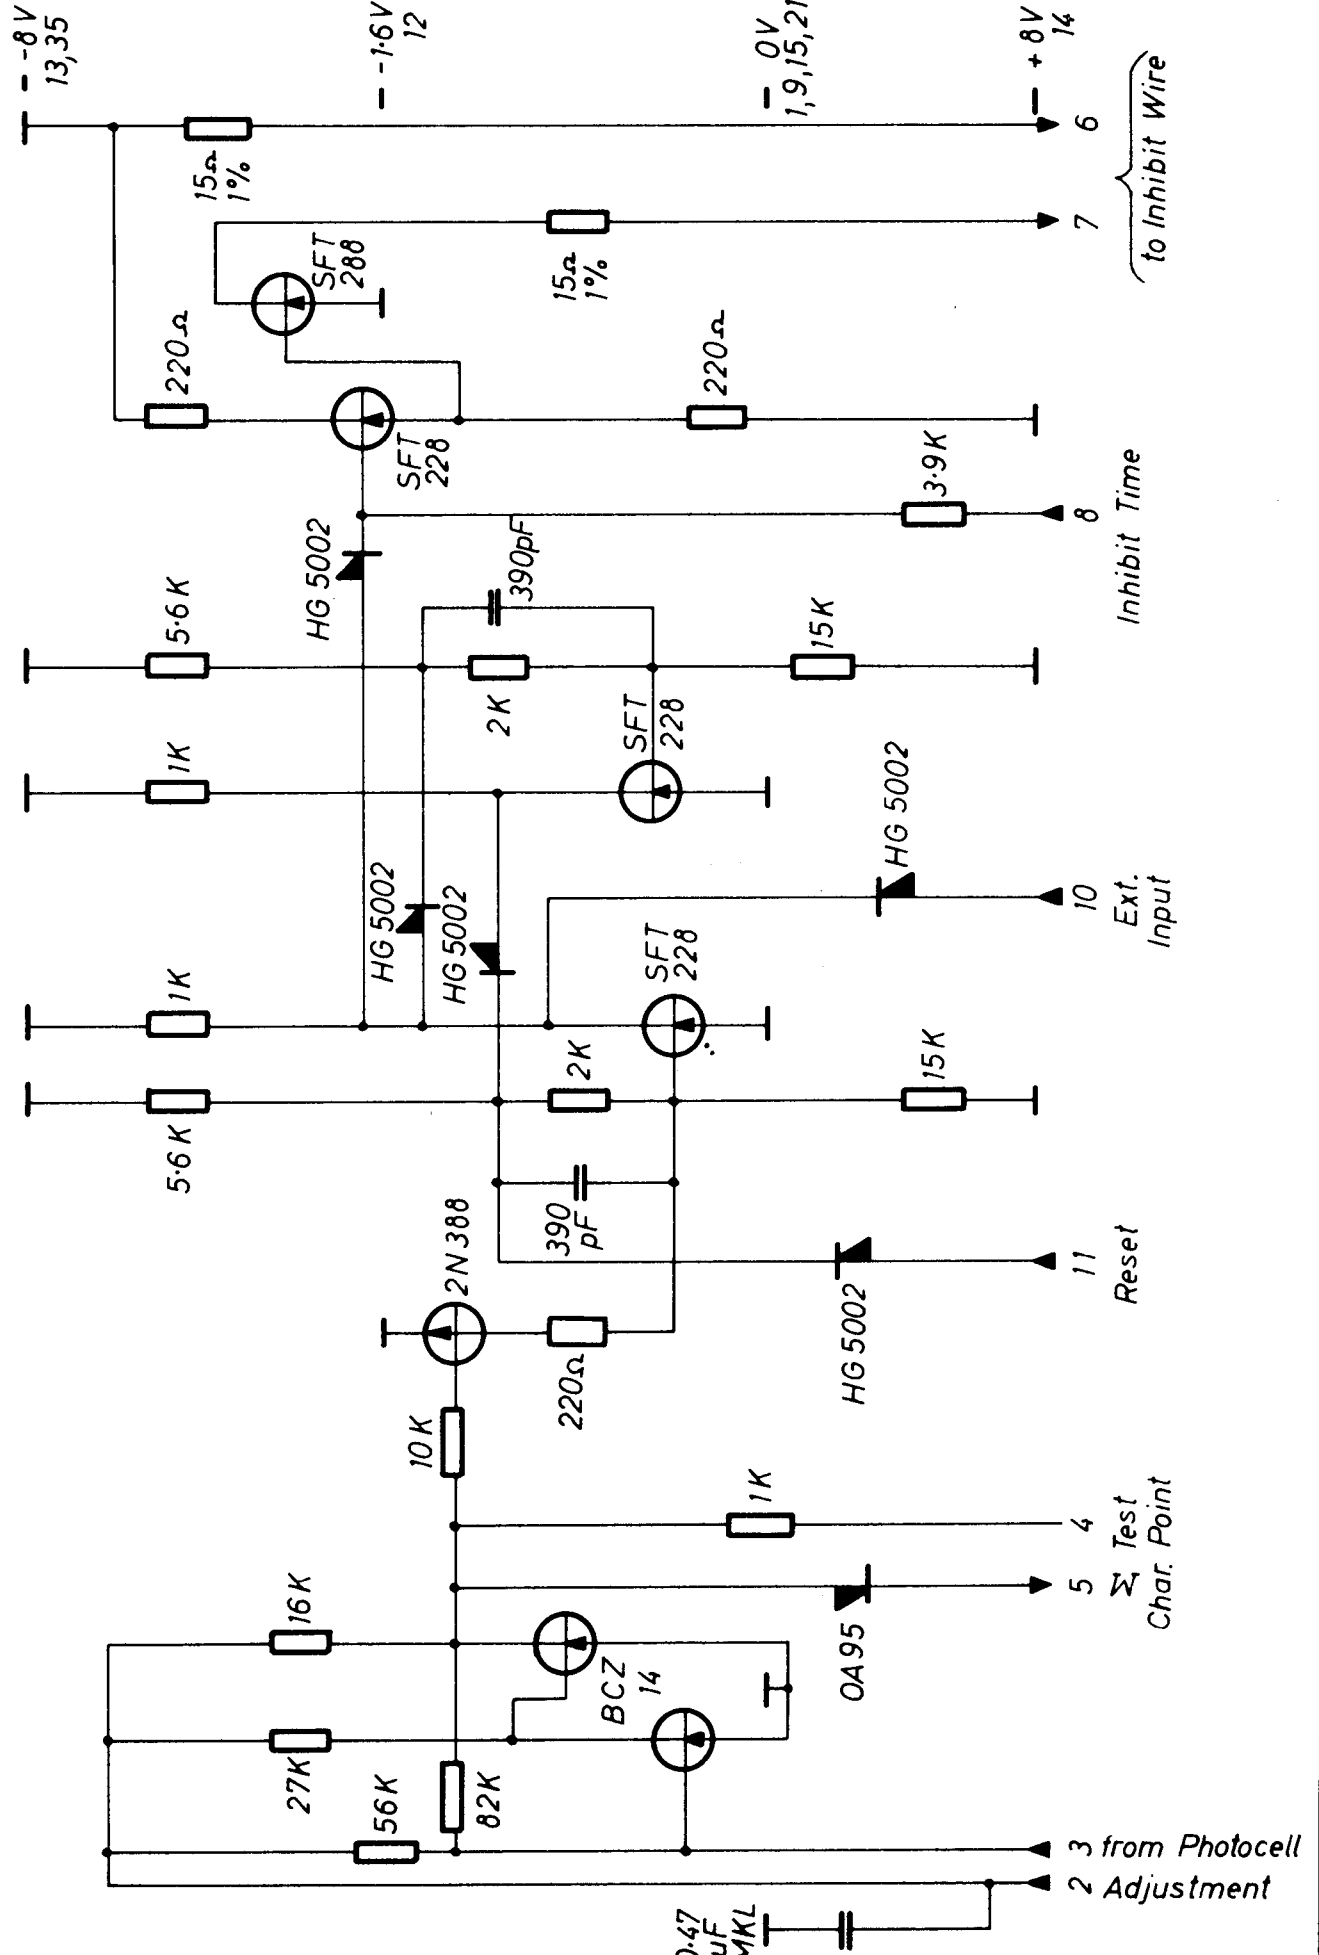 - 8V
13,35
- 1·6V
12
0V
1,9,15,21
+ 8V
14
15Ω
1%
6
7
to Inhibit Wire
SFT
288
15Ω
1%
220Ω
SFT
228
220Ω
3·9K
8
Inhibit Time
HG 5002
390pF
5·6K
2K
15K
1K
SFT
228
HG 5002
HG 5002
HG 5002
10
Ext.
Input
1K
SFT
228
5·6K
2K
15K
390
pF
2N388
220Ω
HG 5002
11
Reset
10K
1K
4
Test
Point
5
Σ
Char.
OA95
16K
BCZ
14
27K
56K
82K
3 from Photocell
2 Adjustment
0·47
µF
MKL